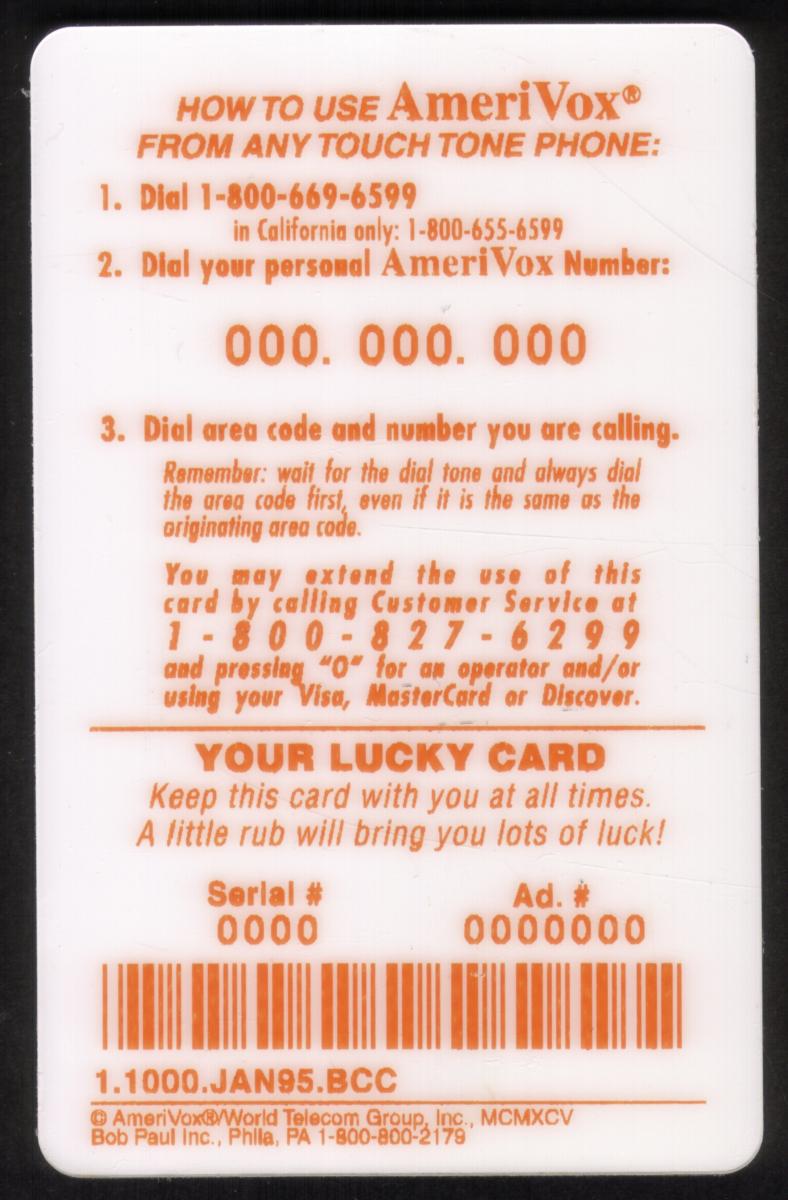 HOW TO USE AmeriVox®
FROM ANY TOUCH TONE PHONE:
1. Dial 1-800-669-6599
in California only: 1-800-655-6599
2. Dial your personal AmeriVox Number:
000. 000. 000
3. Dial area code and number you are calling.
Remember: wait for the dial tone and always dial
the area code first, even if it is the same as the
originating area code.
You may extend the use of this
card by calling Customer Service at
1-800-827-6299
and pressing "0" for an operator and/or
using your Visa, MasterCard or Discover.
YOUR LUCKY CARD
Keep this card with you at all times.
A little rub will bring you lots of luck!
Serial # Ad. #
0000 0000000
1.1000.JAN95.BCC
© AmeriVox®/World Telecom Group, Inc., MCMXCV
Bob Paul Inc., Phila, PA 1-800-800-2179